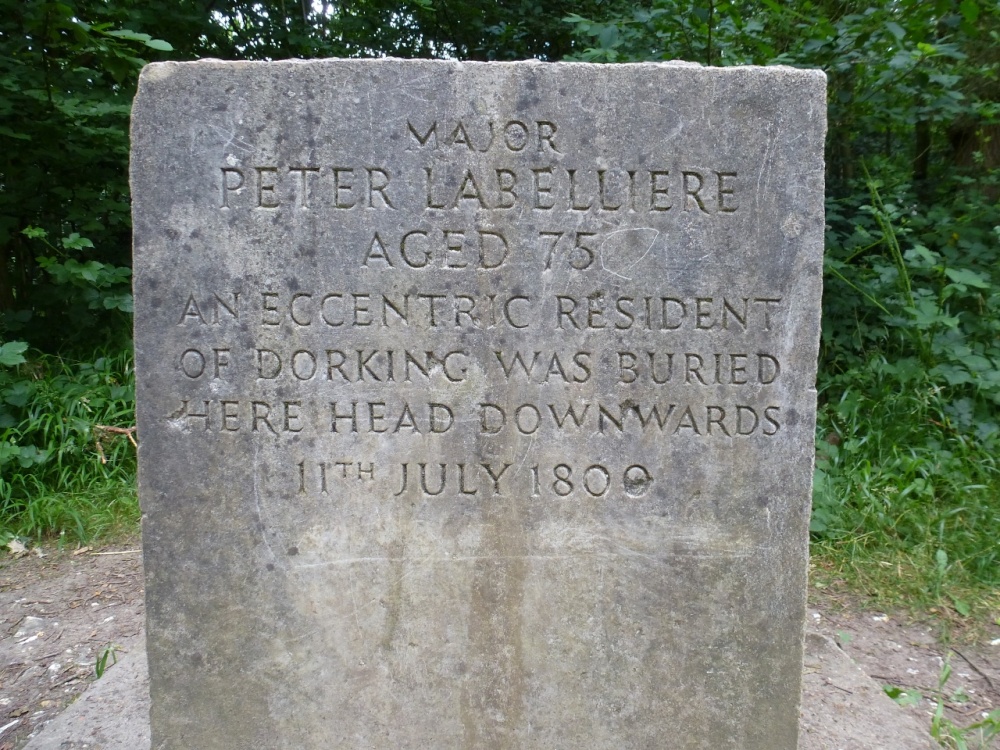 MAJOR
PETER LABELLIERE
AGED 75
AN ECCENTRIC RESIDENT
OF DORKING WAS BURIED
HERE HEAD DOWNWARDS
11TH JULY 1800